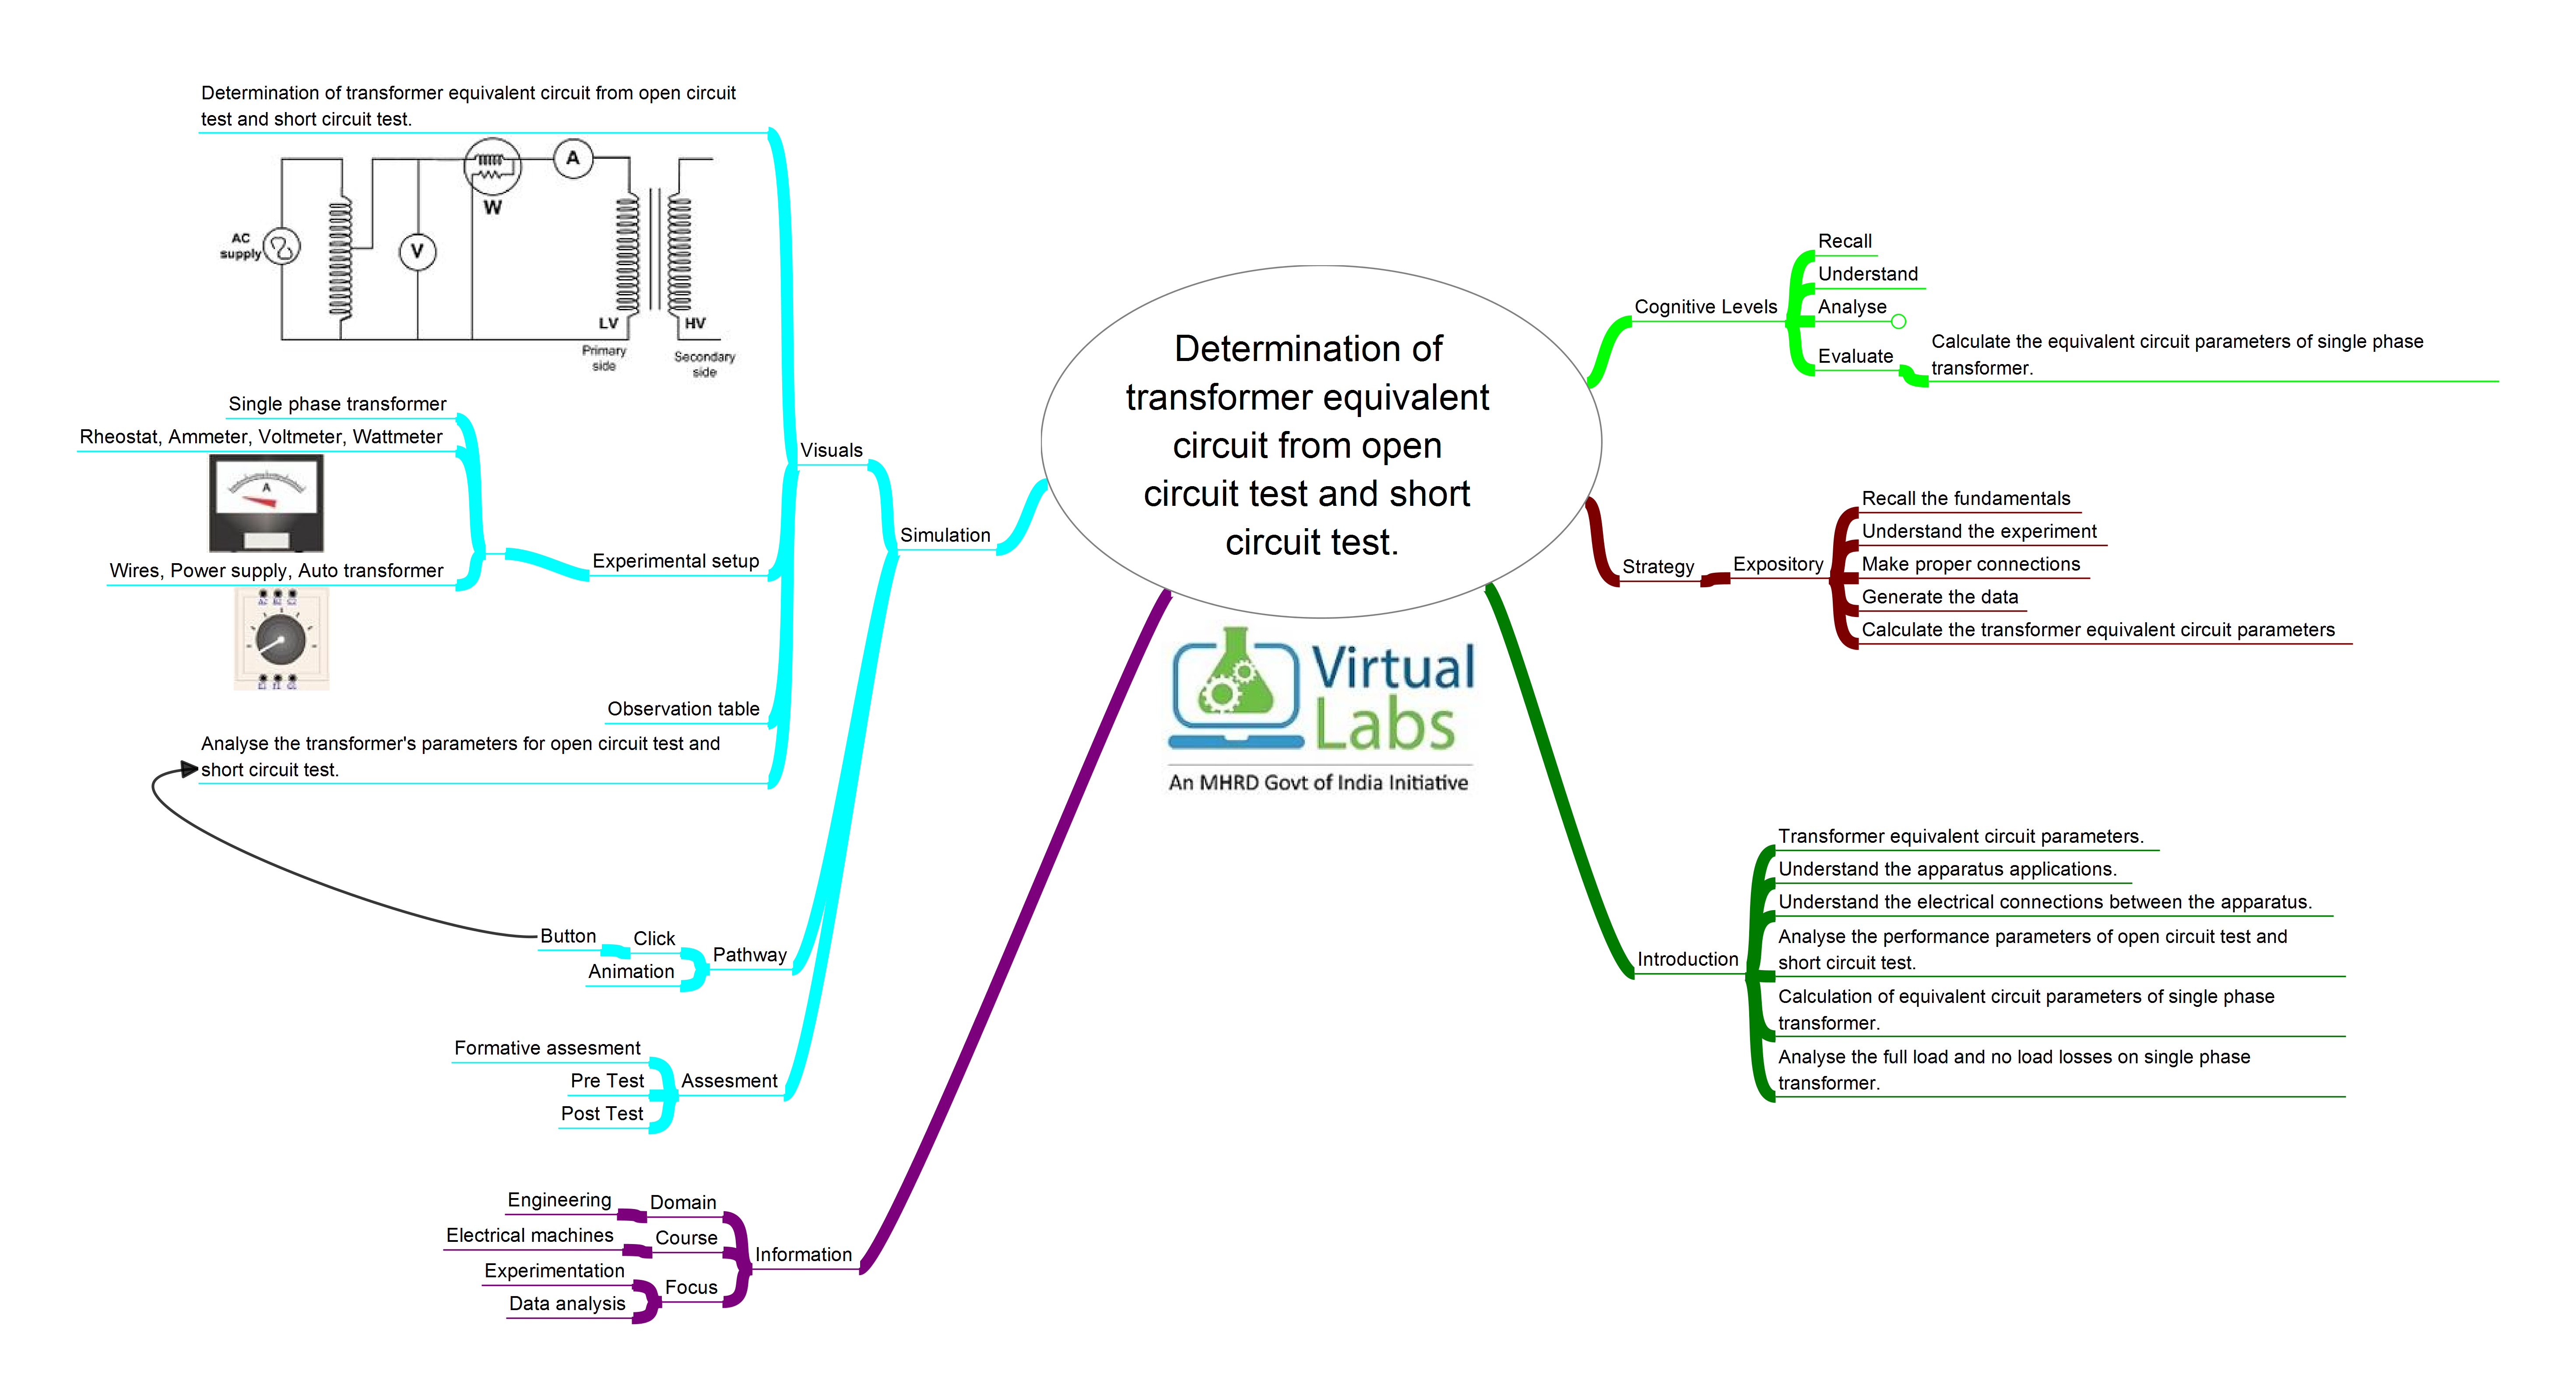 Determination of
transformer equivalent
circuit from open
circuit test and short
circuit test.
Virtual
Labs
An MHRD Govt of India Initiative
Cognitive Levels
Recall
Understand
Analyse
Evaluate
Calculate the equivalent circuit parameters of single phase
transformer.
Strategy
Expository
Recall the fundamentals
Understand the experiment
Make proper connections
Generate the data
Calculate the transformer equivalent circuit parameters
Introduction
Transformer equivalent circuit parameters.
Understand the apparatus applications.
Understand the electrical connections between the apparatus.
Analyse the performance parameters of open circuit test and
short circuit test.
Calculation of equivalent circuit parameters of single phase
transformer.
Analyse the full load and no load losses on single phase
transformer.
Simulation
Visuals
Determination of transformer equivalent circuit from open circuit
test and short circuit test.
A
W
AC
supply
V
LV
HV
Primary
side
Secondary
side
Experimental setup
Single phase transformer
Rheostat, Ammeter, Voltmeter, Wattmeter
A
Wires, Power supply, Auto transformer
Observation table
Analyse the transformer's parameters for open circuit test and
short circuit test.
Pathway
Click
Button
Animation
Assesment
Formative assesment
Pre Test
Post Test
Information
Domain
Engineering
Course
Electrical machines
Focus
Experimentation
Data analysis